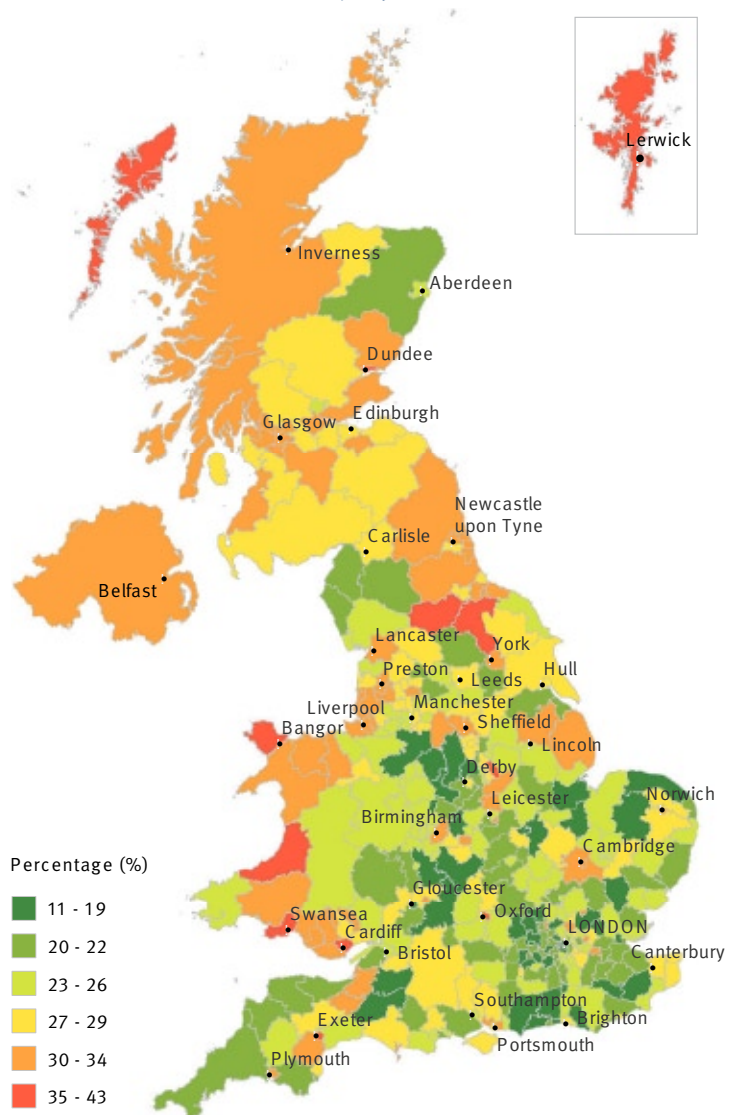 Lerwick
Inverness
Aberdeen
Dundee
Edinburgh
Glasgow
Newcastle
upon Tyne
Carlisle
Belfast
Lancaster
York
Preston
Leeds
Hull
Manchester
Liverpool
Sheffield
Bangor
Lincoln
Derby
Norwich
Leicester
Birmingham
Cambridge
Percentage (%)
11 - 19
20 - 22
23 - 26
27 - 29
30 - 34
35 - 43
Gloucester
Oxford
Swansea
LONDON
Cardiff
Bristol
Canterbury
Southampton
Exeter
Brighton
Portsmouth
Plymouth